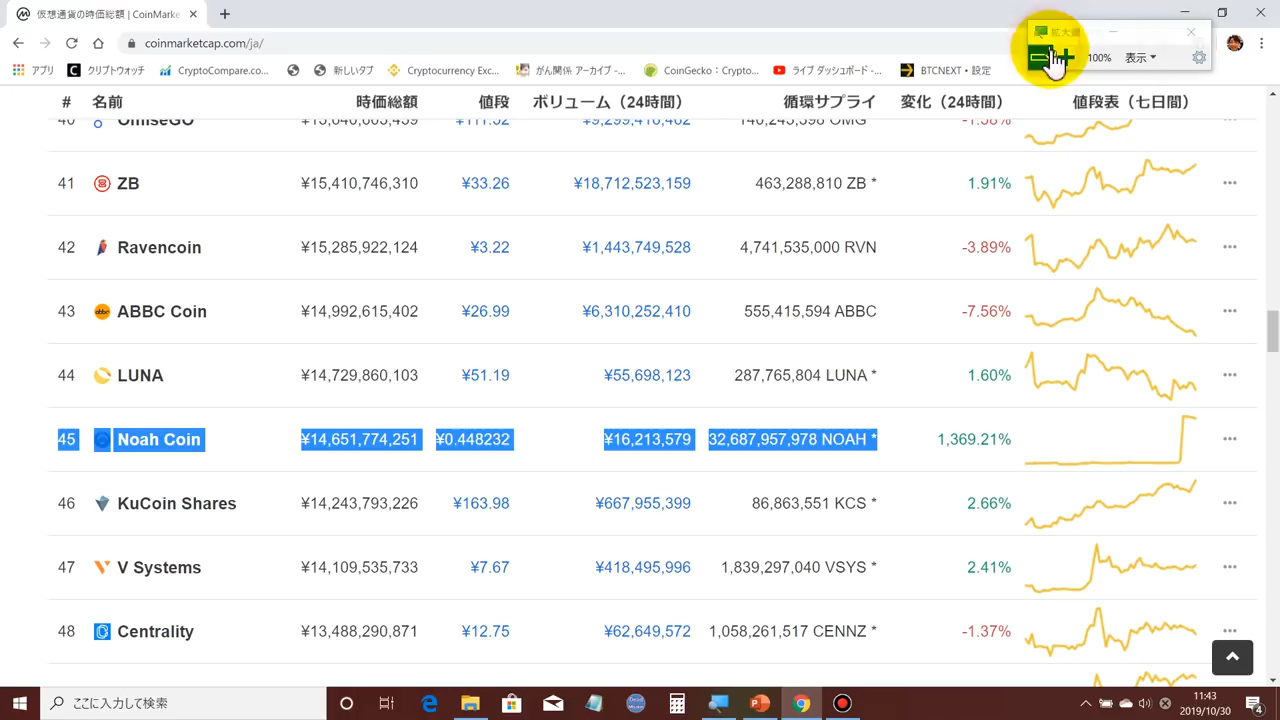 仮想通貨の時価総額 | CoinMarke
coinmarketcap.com/ja/
拡大鏡
100% 表示
アプリ クリプトウォッチ CryptoCompare.co... Cryptocurrency Exc... がん関係 アーカイブ... CoinGecko: Crypto... ライブ ダッシュボード -... BTCNEXT・設定
# 名前 時価総額 値段 ボリューム（24時間） 循環サプライ 変化（24時間） 値段表（七日間）
40 OmiseGO
41 ZB ¥15,410,746,310 ¥33.26 ¥18,712,523,159 463,288,810 ZB * 1.91%
42 Ravencoin ¥15,285,922,124 ¥3.22 ¥1,443,749,528 4,741,535,000 RVN -3.89%
43 ABBC Coin ¥14,992,615,402 ¥26.99 ¥6,310,252,410 555,415,594 ABBC -7.56%
44 LUNA ¥14,729,860,103 ¥51.19 ¥55,698,123 287,765,804 LUNA * 1.60%
45 Noah Coin ¥14,651,774,251 ¥0.448232 ¥16,213,579 32,687,957,978 NOAH * 1,369.21%
46 KuCoin Shares ¥14,243,793,226 ¥163.98 ¥667,955,399 86,863,551 KCS * 2.66%
47 V Systems ¥14,109,535,733 ¥7.67 ¥418,495,996 1,839,297,040 VSYS * 2.41%
48 Centrality ¥13,488,290,871 ¥12.75 ¥62,649,572 1,058,261,517 CENNZ * -1.37%
ここに入力して検索
11:43
2019/10/30
4